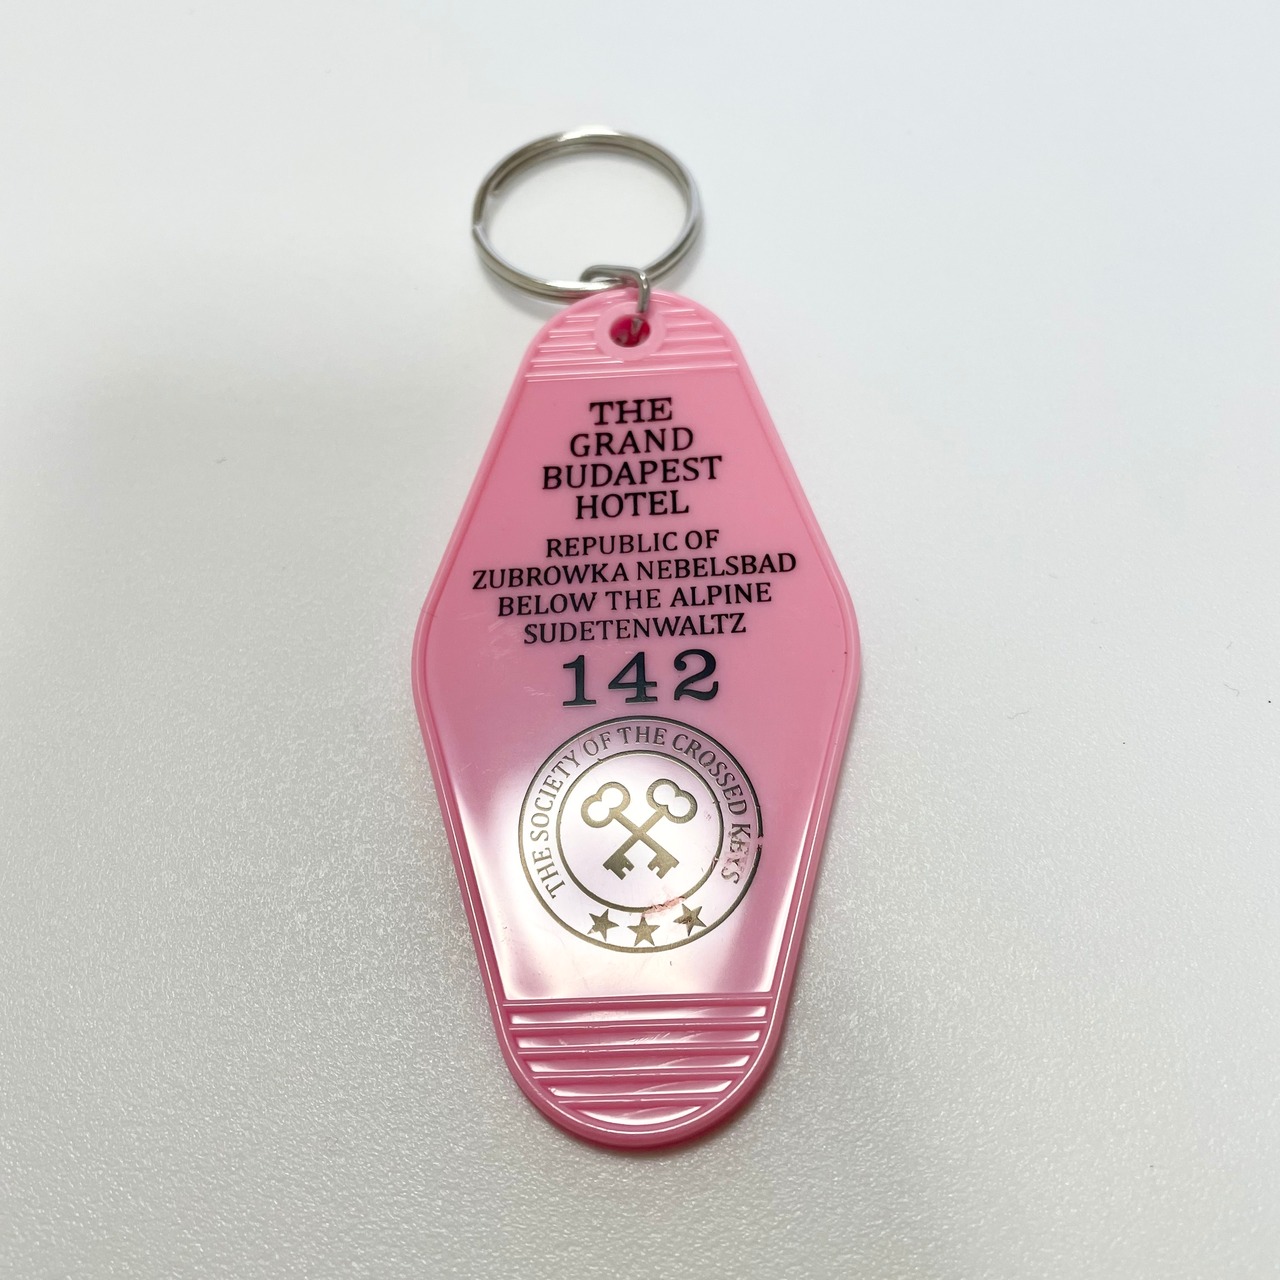 THE
GRAND
BUDAPEST
HOTEL
REPUBLIC OF
ZUBROWKA NEBELSBAD
BELOW THE ALPINE
SUDETENWALTZ
142
THE SOCIETY OF THE CROSSED KEYS